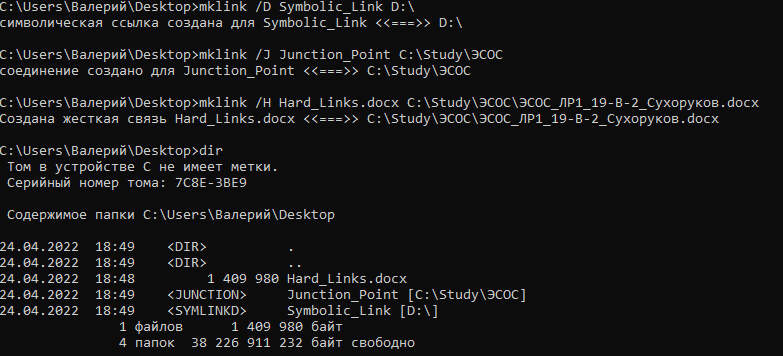 C:\Users\Валерий\Desktop>mklink /D Symbolic_Link D:\
символическая ссылка создана для Symbolic_Link <<===>> D:\
C:\Users\Валерий\Desktop>mklink /J Junction_Point C:\Study\ЭСОС
соединение создано для Junction_Point <<===>> C:\Study\ЭСОС
C:\Users\Валерий\Desktop>mklink /H Hard_Links.docx C:\Study\ЭСОС\ЭСОС_ЛР1_19-В-2_Сухоруков.docx
Создана жесткая связь Hard_Links.docx <<===>> C:\Study\ЭСОС\ЭСОС_ЛР1_19-В-2_Сухоруков.docx
C:\Users\Валерий\Desktop>dir
Том в устройстве C не имеет метки.
Серийный номер тома: 7C8E-3BE9
Содержимое папки C:\Users\Валерий\Desktop
24.04.2022  18:49    <DIR>          .
24.04.2022  18:49    <DIR>          ..
24.04.2022  18:48         1 409 980 Hard_Links.docx
24.04.2022  18:49    <JUNCTION>     Junction_Point [C:\Study\ЭСОС]
24.04.2022  18:49    <SYMLINKD>     Symbolic_Link [D:\]
1 файлов      1 409 980 байт
4 папок  38 226 911 232 байт свободно